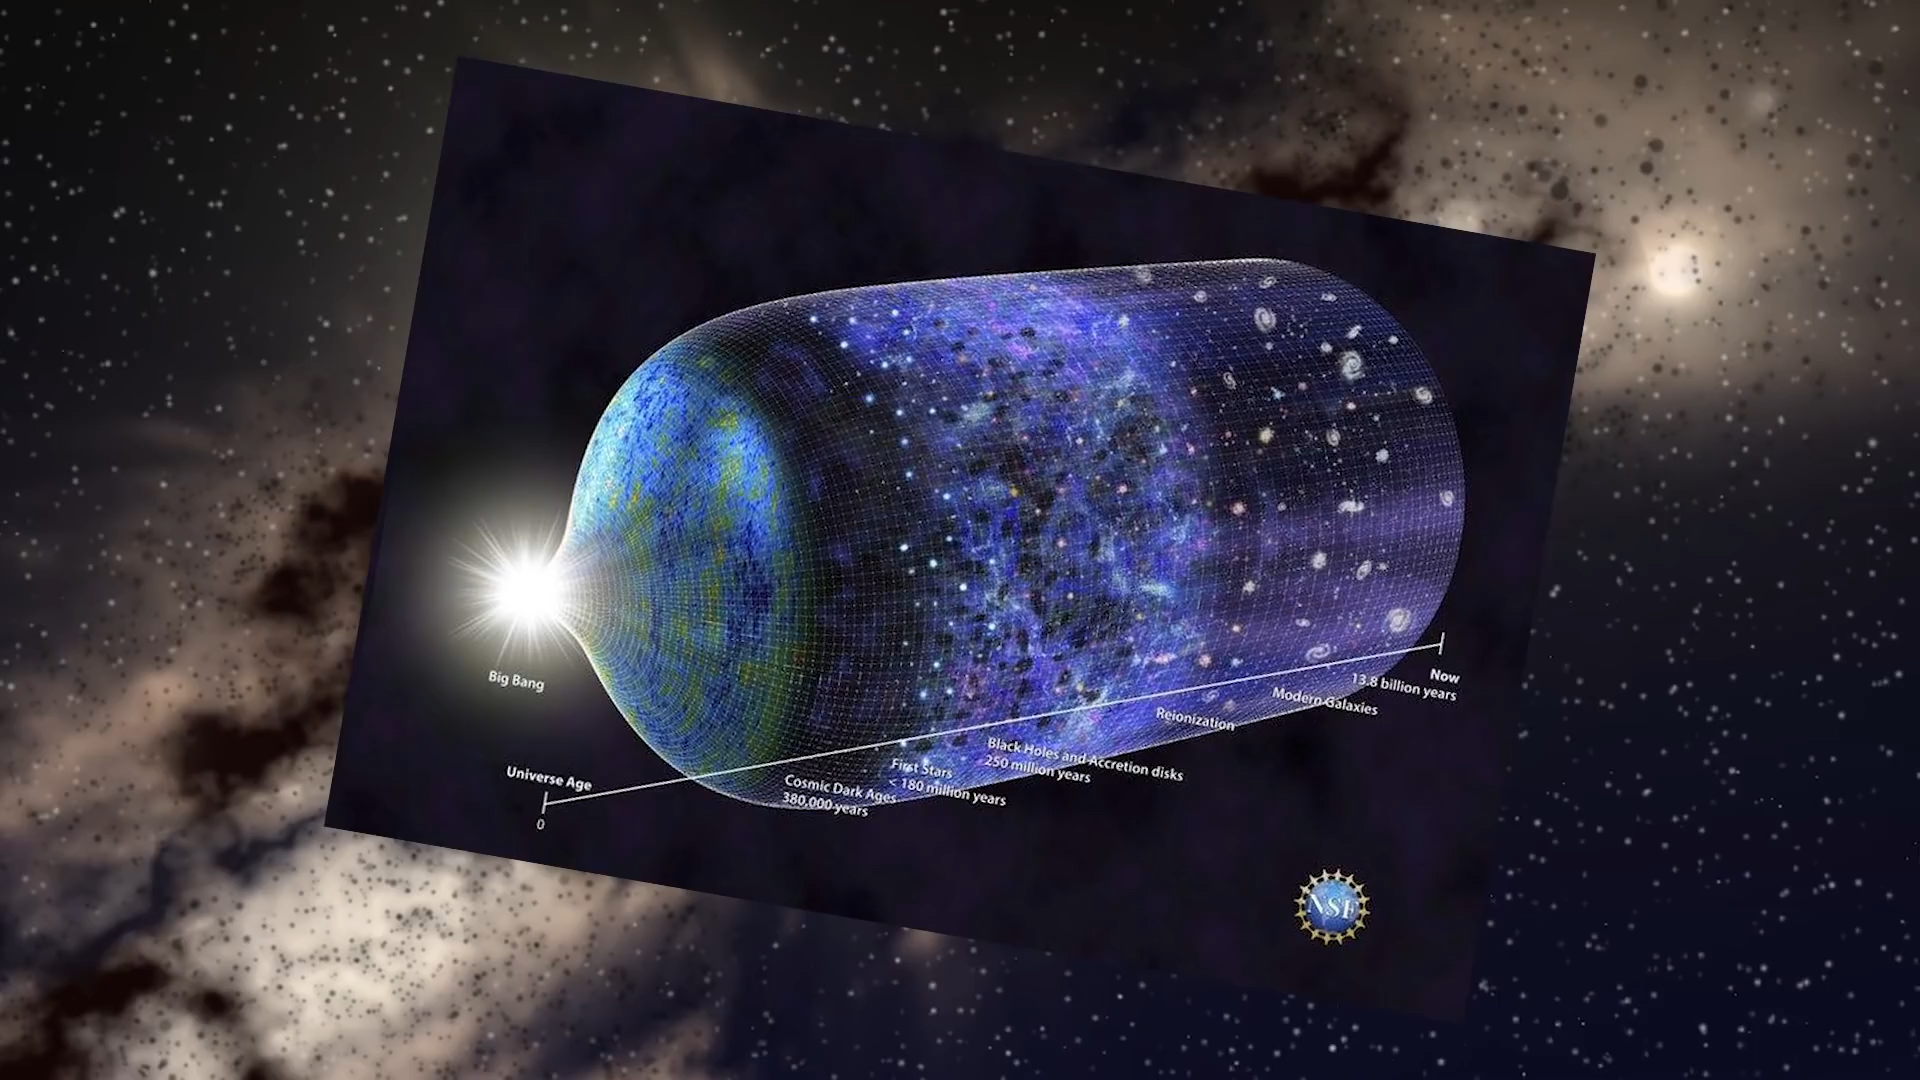 Big Bang
Universe Age
0
Cosmic Dark Ages
380,000 years
First Stars
< 180 million years
Black Holes and Accretion disks
250 million years
Reionization
Modern Galaxies
Now
13.8 billion years
NSF